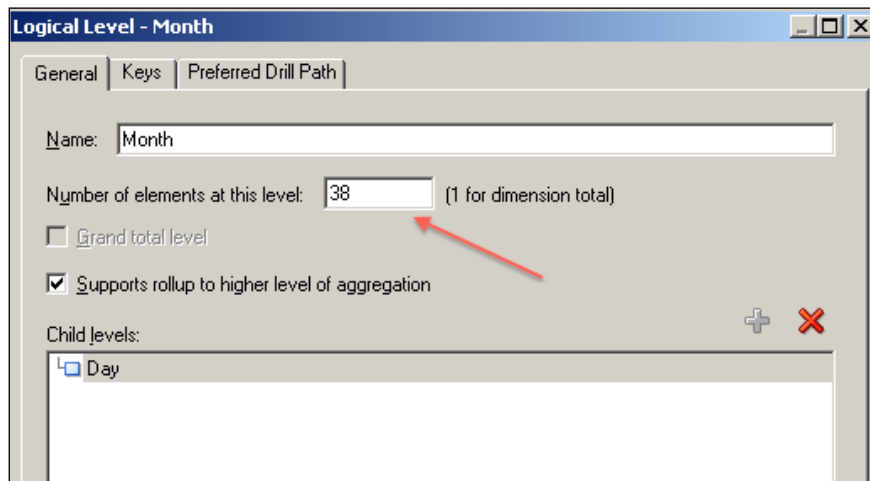 Logical Level - Month
General Keys Preferred Drill Path
Name: Month
Number of elements at this level: 38 (1 for dimension total)
Grand total level
Supports rollup to higher level of aggregation
Child levels:
Day